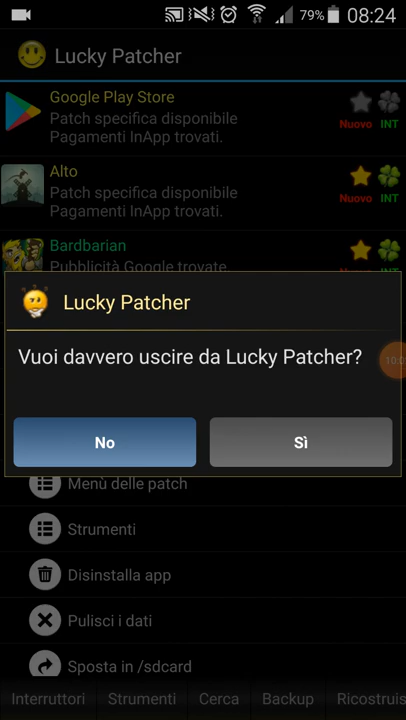 79% 08:24
Lucky Patcher
Google Play Store
Patch specifica disponibile
Pagamenti InApp trovati.
Nuovo INT
Alto
Patch specifica disponibile
Pagamenti InApp trovati.
Nuovo INT
Bardbarian
Pubblicità Google trovate.
Lucky Patcher
Vuoi davvero uscire da Lucky Patcher?
No
Sì
Menù delle patch
Strumenti
Disinstalla app
Pulisci i dati
Sposta in /sdcard
Interruttori Strumenti Cerca Backup Ricostruis